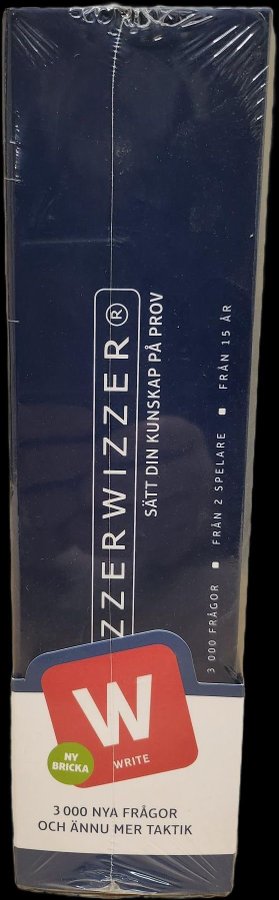 ZZERWIZZER®
SÄTT DIN KUNSKAP PÅ PROV
3 000 FRÅGOR ■ FRÅN 2 SPELARE ■ FRÅN 15 ÅR
W
WRITE
NY
BRICKA
3 000 NYA FRÅGOR
OCH ÄNNU MER TAKTIK